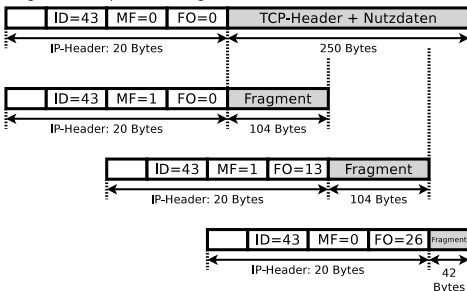 ID=43 MF=0 FO=0 TCP-Header + Nutzdaten
IP-Header: 20 Bytes 250 Bytes
ID=43 MF=1 FO=0 Fragment
IP-Header: 20 Bytes 104 Bytes
ID=43 MF=1 FO=13 Fragment
IP-Header: 20 Bytes 104 Bytes
ID=43 MF=0 FO=26 Fragment
IP-Header: 20 Bytes 42
Bytes